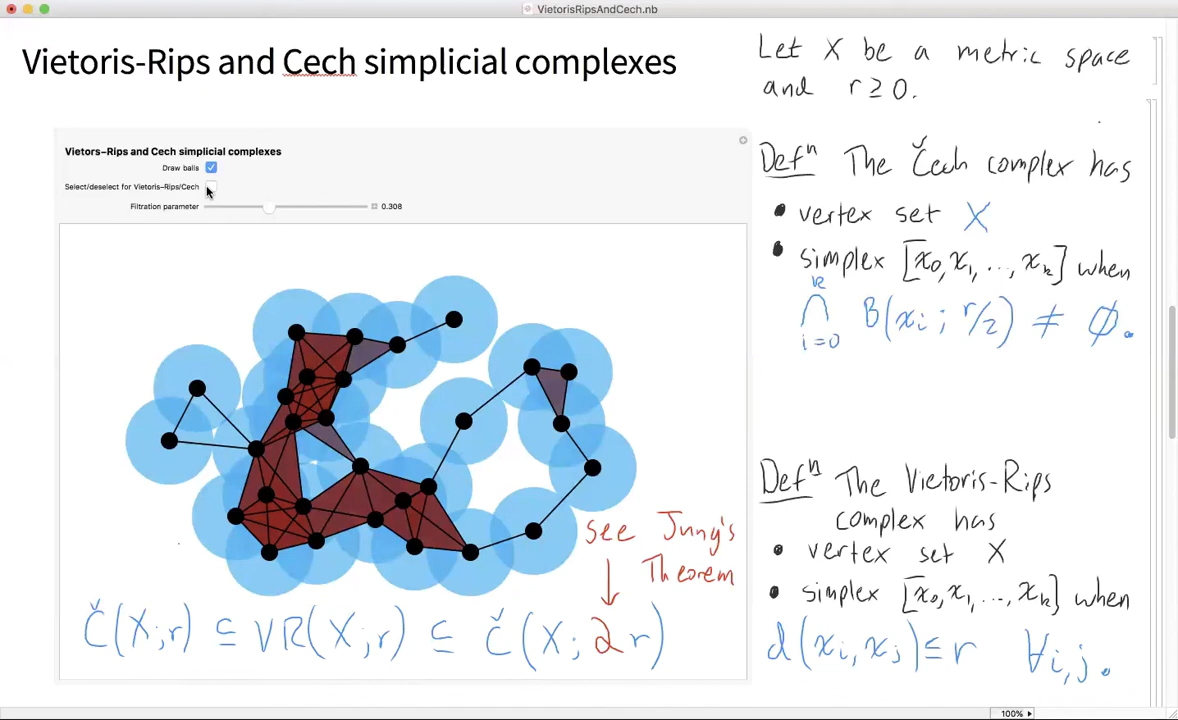 VietorisRipsAndCech.nb
Vietoris-Rips and Cech simplicial complexes
Vietors-Rips and Cech simplicial complexes
Draw balls
Select/deselect for Vietoris-Rips/Cech
Filtration parameter 0.308
see Jung's
Theorem
Č(X;r) ⊆ VR(X;r) ⊆ Č(X;2r)
Let X be a metric space
and r ≥ 0.
Defⁿ The Čech complex has
• vertex set X
• simplex [x₀,x₁,...,xₖ] when
k
⋂ B(xᵢ; r/2) ≠ ∅.
i=0
Defⁿ The Vietoris-Rips
complex has
• vertex set X
• simplex [x₀,x₁,...,xₖ] when
d(xᵢ,xⱼ) ≤ r ∀i,j.
100%